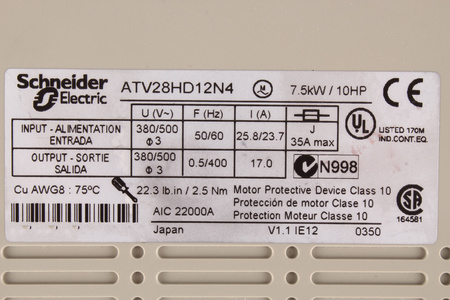 Schneider Electric ATV28HD12N4 7.5kW / 10HP CE
U (V~) F (Hz) I (A)
INPUT - ALIMENTATION ENTRADA 380/500 Φ 3 50/60 25.8/23.7 J 35A max
UL LISTED 170M IND.CONT.EQ.
OUTPUT - SORTIE SALIDA 380/500 Φ 3 0.5/400 17.0 N998
Cu AWG8 : 75°C 22.3 lb.in / 2.5 Nm Motor Protective Device Class 10
Protección de motor Clase 10
AIC 22000A Protection Moteur Classe 10
SA 164581
Japan V1.1 IE12 0350